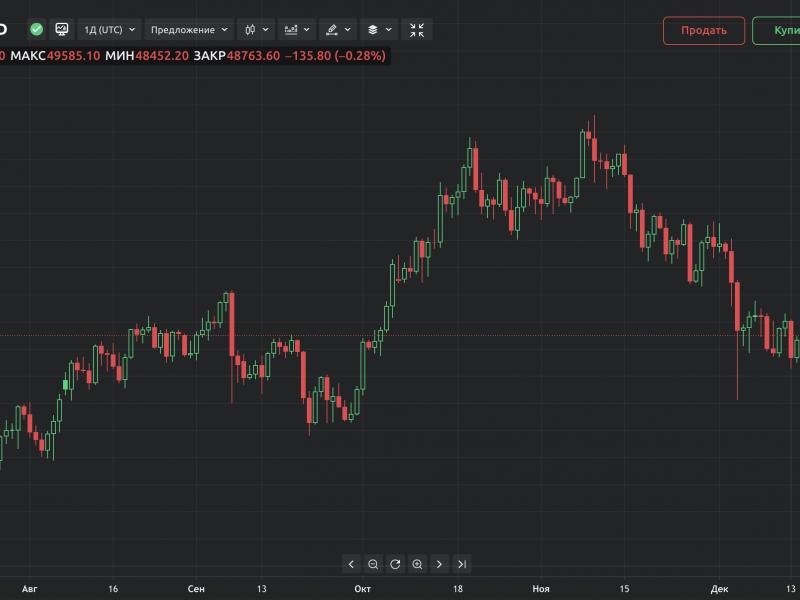 D 1Д (UTC) Предложение Продать Купи
0 МАКС49585.10 МИН48452.20 ЗАКР48763.60 −135.80 (−0.28%)
Авг 16 Сен 13 Окт 18 Ноя 15 Дек 13